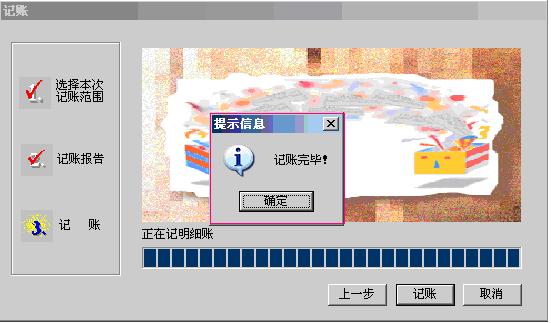 记账
选择本次
记账范围
记账报告
3 记 账
提示信息
记账完毕!
确定
正在记明细账
上一步
记账
取消